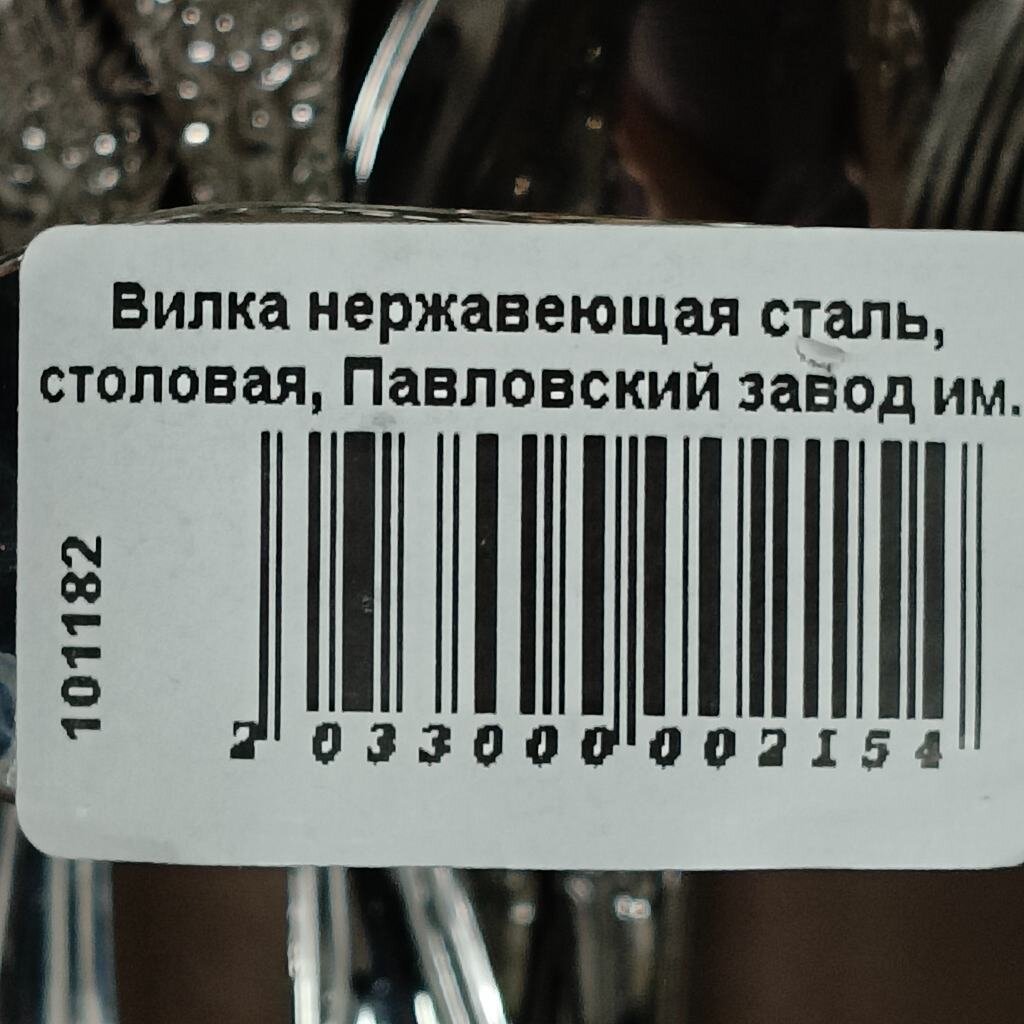 Вилка нержавеющая сталь,
столовая, Павловский завод им.
101182
2 033000 002154